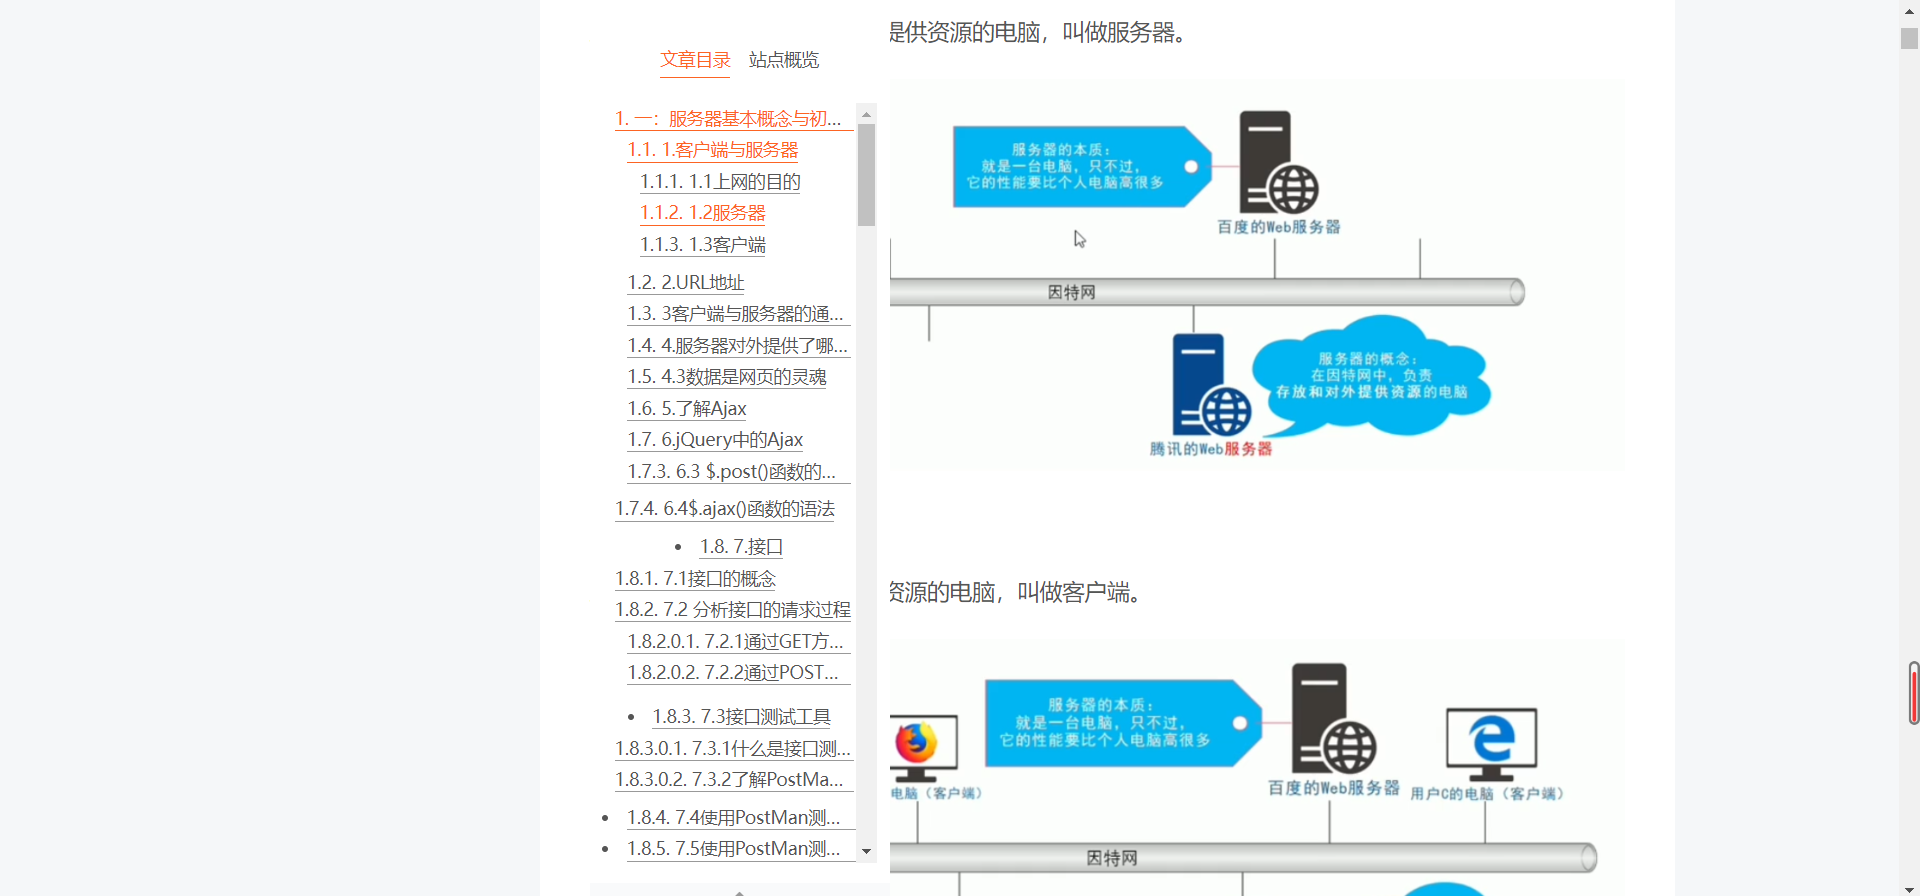 文章目录 站点概览
1. 一：服务器基本概念与初...
1.1. 1.客户端与服务器
1.1.1. 1.1上网的目的
1.1.2. 1.2服务器
1.1.3. 1.3客户端
1.2. 2.URL地址
1.3. 3客户端与服务器的通...
1.4. 4.服务器对外提供了哪...
1.5. 4.3数据是网页的灵魂
1.6. 5.了解Ajax
1.7. 6.jQuery中的Ajax
1.7.3. 6.3 $.post()函数的...
1.7.4. 6.4$.ajax()函数的语法
• 1.8. 7.接口
1.8.1. 7.1接口的概念
1.8.2. 7.2 分析接口的请求过程
1.8.2.0.1. 7.2.1通过GET方...
1.8.2.0.2. 7.2.2通过POST...
• 1.8.3. 7.3接口测试工具
1.8.3.0.1. 7.3.1什么是接口测...
1.8.3.0.2. 7.3.2了解PostMa...
• 1.8.4. 7.4使用PostMan测...
• 1.8.5. 7.5使用PostMan测...
提供资源的电脑，叫做服务器。
服务器的本质：
就是一台电脑，只不过，
它的性能要比个人电脑高很多
百度的Web服务器
因特网
服务器的概念：
在因特网中，负责
存放和对外提供资源的电脑
腾讯的Web服务器
资源的电脑，叫做客户端。
服务器的本质：
就是一台电脑，只不过，
它的性能要比个人电脑高很多
电脑（客户端）
百度的Web服务器
用户C的电脑（客户端）
因特网